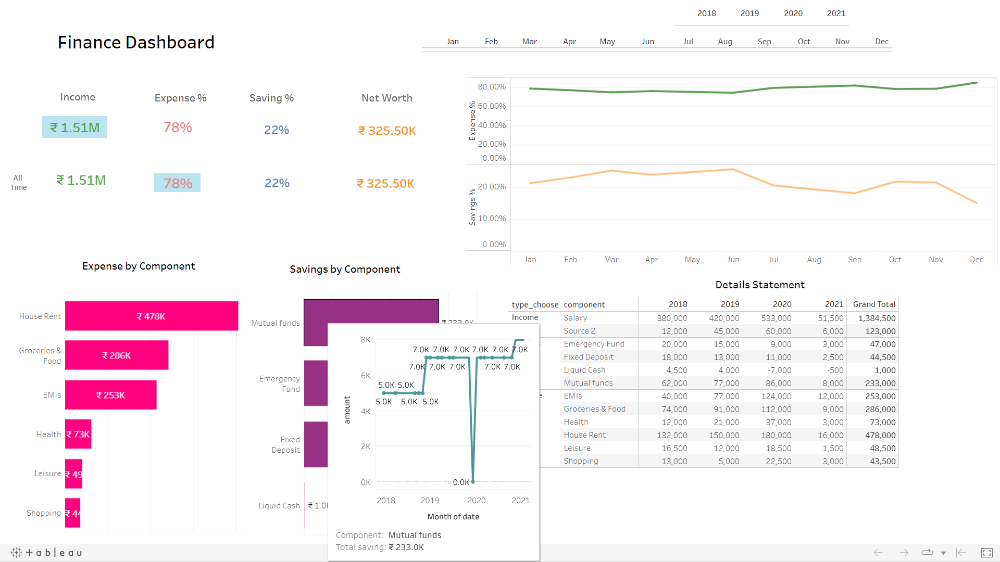 2018 2019 2020 2021
Finance Dashboard
Jan Feb Mar Apr May Jun Jul Aug Sep Oct Nov Dec
Income Expense % Saving % Net Worth
₹ 1.51M 78% 22% ₹ 325.50K
All
Time
₹ 1.51M 78% 22% ₹ 325.50K
Expense %
80.00%
60.00%
40.00%
20.00%
0.00%
Savings %
20.00%
10.00%
0.00%
Jan Feb Mar Apr May Jun Jul Aug Sep Oct Nov Dec
Expense by Component
House Rent ₹ 478K
Groceries &
Food
₹ 286K
EMIs ₹ 253K
Health ₹ 73K
Leisure ₹ 49
Shopping ₹ 44
Savings by Component
Mutual funds ₹ 233.0K
Emergency
Fund
Fixed
Deposit
Liquid Cash ₹ 1.0
amount
8K
6K
4K
2K
0K
7.0K 7.0K 7.0K 7.0K 7.0K 7.0K
7.0K 7.0K 7.0K 7.0K 7.0K
5.0K 5.0K
5.0K 5.0K 5.0K
0.0K
2018 2019 2020 2021
Month of date
Component: Mutual funds
Total saving: ₹ 233.0K
Details Statement
type_choose component 2018 2019 2020 2021 Grand Total
Income Salary 380,000 420,000 533,000 51,500 1,384,500
Source 2 12,000 45,000 60,000 6,000 123,000
Emergency Fund 20,000 15,000 9,000 3,000 47,000
Fixed Deposit 18,000 13,000 11,000 2,500 44,500
Liquid Cash 4,500 4,000 -7,000 -500 1,000
Mutual funds 62,000 77,000 86,000 8,000 233,000
EMIs 40,000 77,000 124,000 12,000 253,000
Groceries & Food 74,000 91,000 112,000 9,000 286,000
Health 12,000 21,000 37,000 3,000 73,000
House Rent 132,000 150,000 180,000 16,000 478,000
Leisure 16,500 12,000 18,500 1,500 48,500
Shopping 13,000 5,000 22,500 3,000 43,500
+ableau